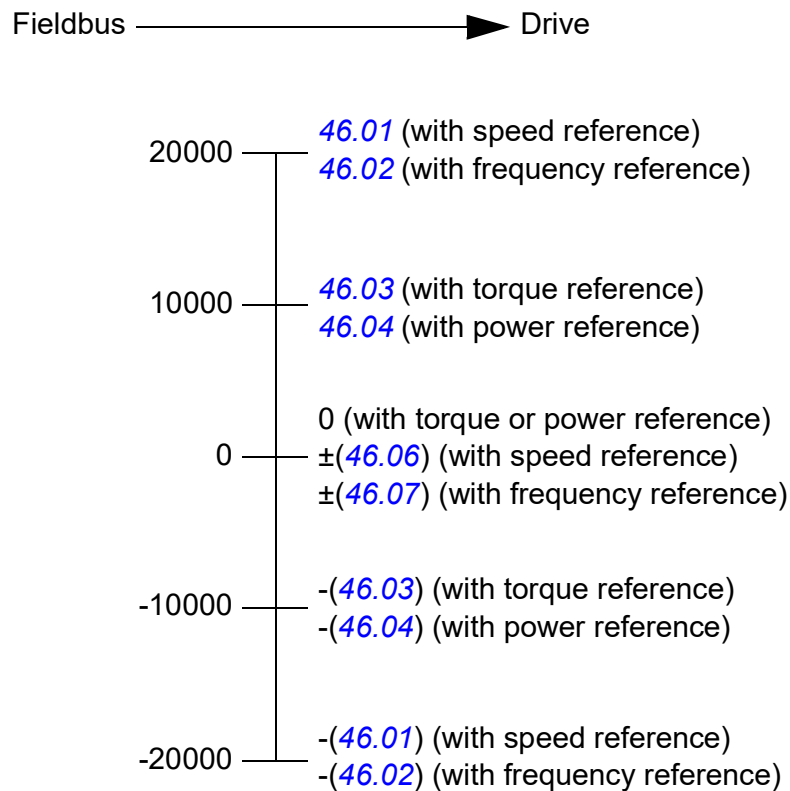 Fieldbus Drive
46.01 (with speed reference)
20000
46.02 (with frequency reference)
46.03 (with torque reference)
10000
46.04 (with power reference)
0 (with torque or power reference)
0 ±(46.06) (with speed reference)
±(46.07) (with frequency reference)
-(46.03) (with torque reference)
-10000
-(46.04) (with power reference)
-(46.01) (with speed reference)
-20000
-(46.02) (with frequency reference)